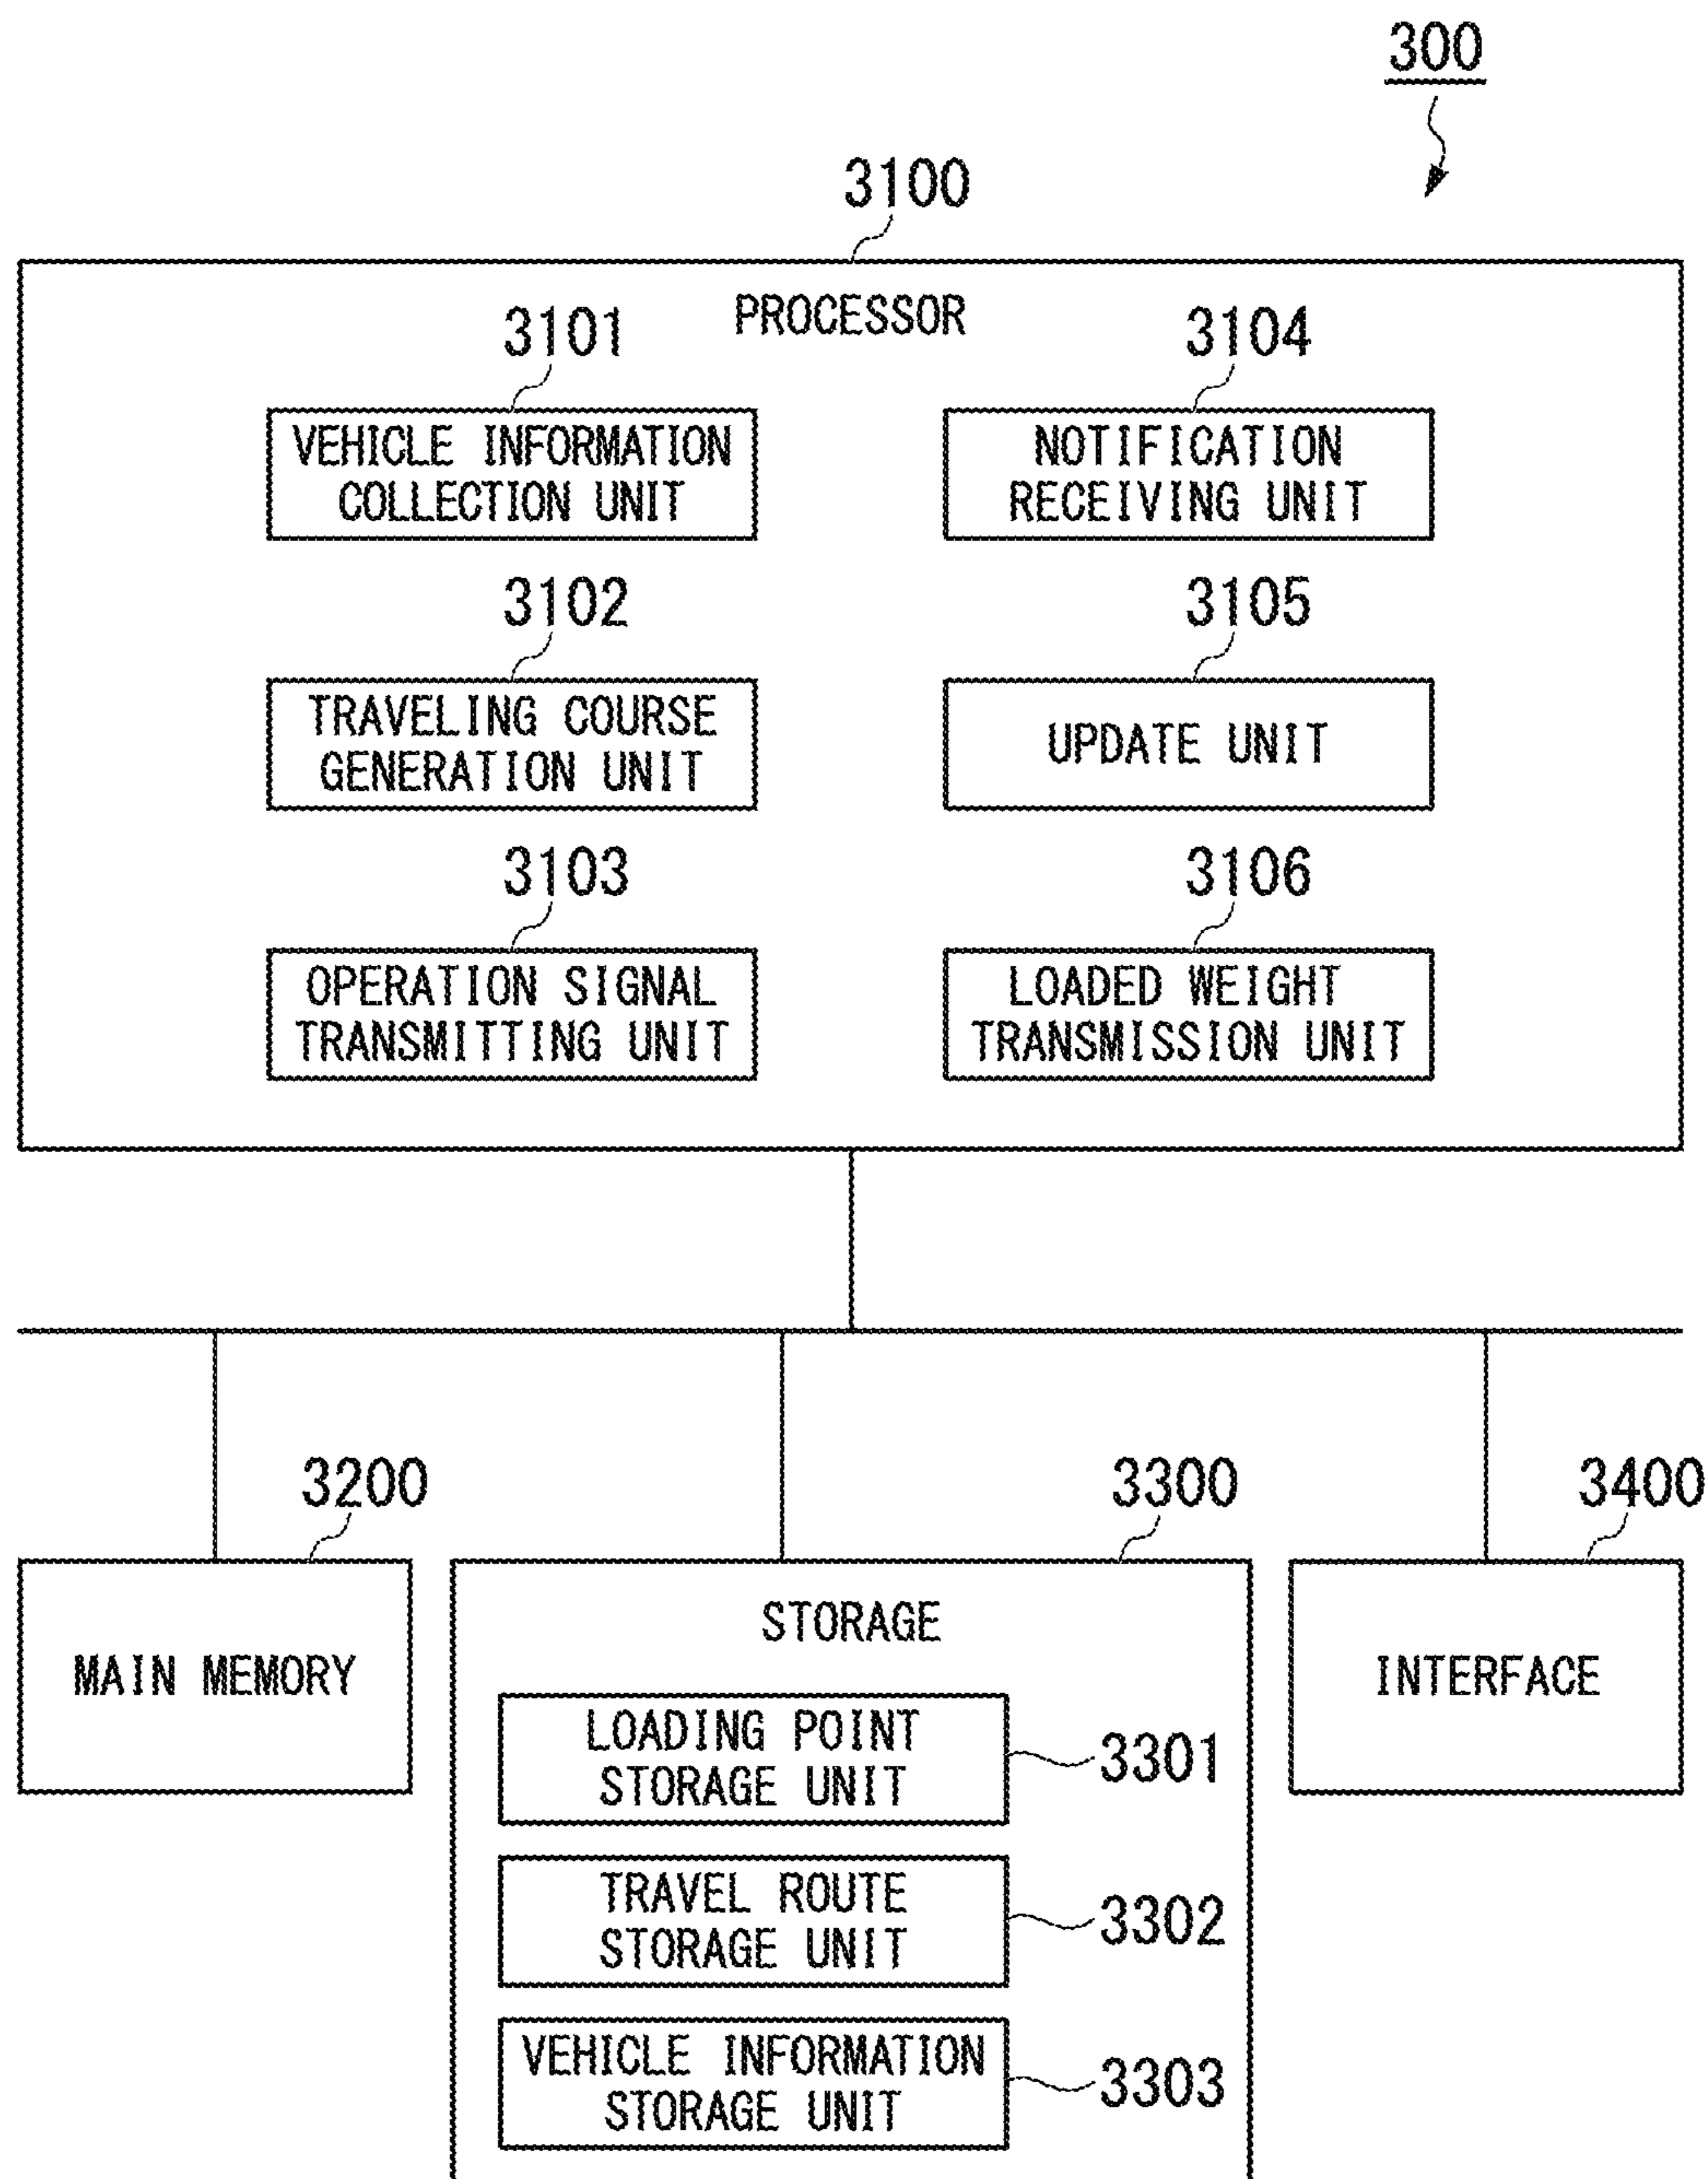 300
3100
PROCESSOR
3101
VEHICLE INFORMATION
COLLECTION UNIT
3104
NOTIFICATION
RECEIVING UNIT
3102
TRAVELING COURSE
GENERATION UNIT
3105
UPDATE UNIT
3103
OPERATION SIGNAL
TRANSMITTING UNIT
3106
LOADED WEIGHT
TRANSMISSION UNIT
3200
MAIN MEMORY
3300
STORAGE
LOADING POINT
STORAGE UNIT
3301
TRAVEL ROUTE
STORAGE UNIT
3302
VEHICLE INFORMATION
STORAGE UNIT
3303
3400
INTERFACE